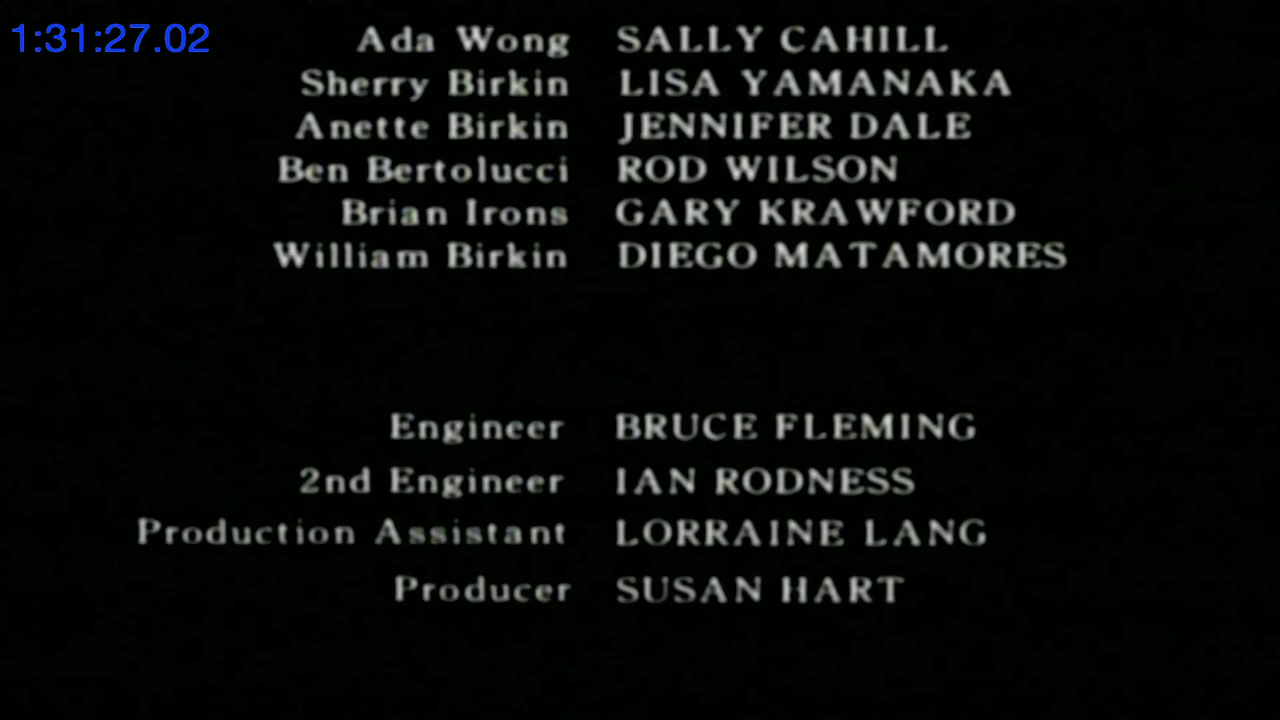 1:31:27.02
Ada Wong SALLY CAHILL
Sherry Birkin LISA YAMANAKA
Anette Birkin JENNIFER DALE
Ben Bertolucci ROD WILSON
Brian Irons GARY KRAWFORD
William Birkin DIEGO MATAMORES
Engineer BRUCE FLEMING
2nd Engineer IAN RODNESS
Production Assistant LORRAINE LANG
Producer SUSAN HART